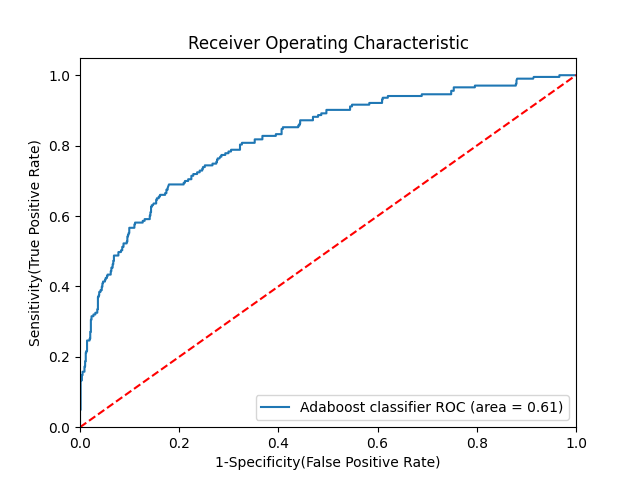 Receiver Operating Characteristic
1.0
0.8
0.6
0.4
0.2
0.0
Sensitivity(True Positive Rate)
Adaboost classifier ROC (area = 0.61)
0.0 0.2 0.4 0.6 0.8 1.0
1-Specificity(False Positive Rate)